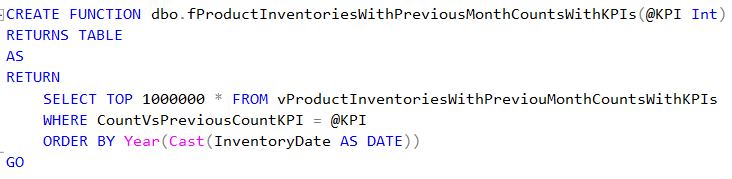 CREATE FUNCTION dbo.fProductInventoriesWithPreviousMonthCountsWithKPIs(@KPI Int)
RETURNS TABLE
AS
RETURN
SELECT TOP 1000000 * FROM vProductInventoriesWithPreviouMonthCountsWithKPIs
WHERE CountVsPreviousCountKPI = @KPI
ORDER BY Year(Cast(InventoryDate AS DATE))
GO